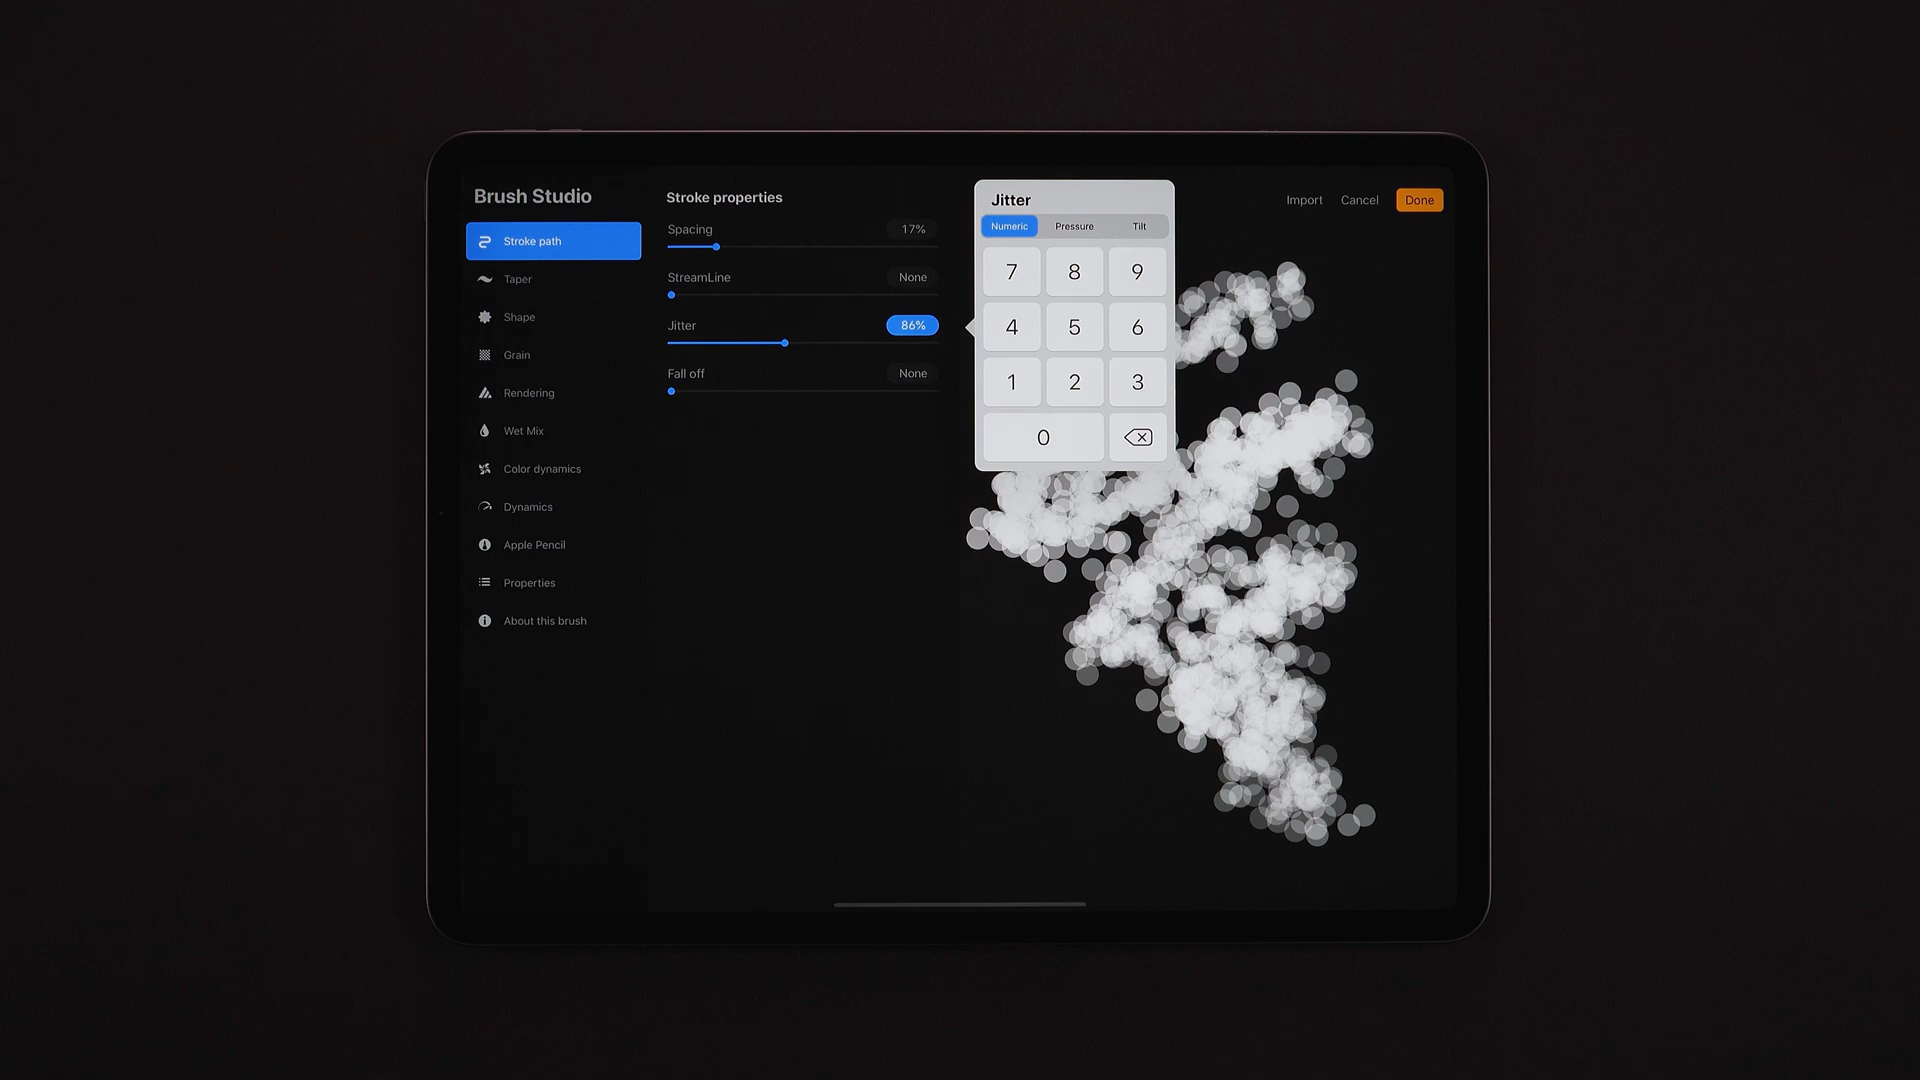 Brush Studio
Stroke path
Taper
Shape
Grain
Rendering
Wet Mix
Color dynamics
Dynamics
Apple Pencil
Properties
About this brush
Stroke properties
Spacing 17%
StreamLine None
Jitter 86%
Fall off None
Jitter
Numeric Pressure Tilt
7 8 9
4 5 6
1 2 3
0
Import Cancel Done